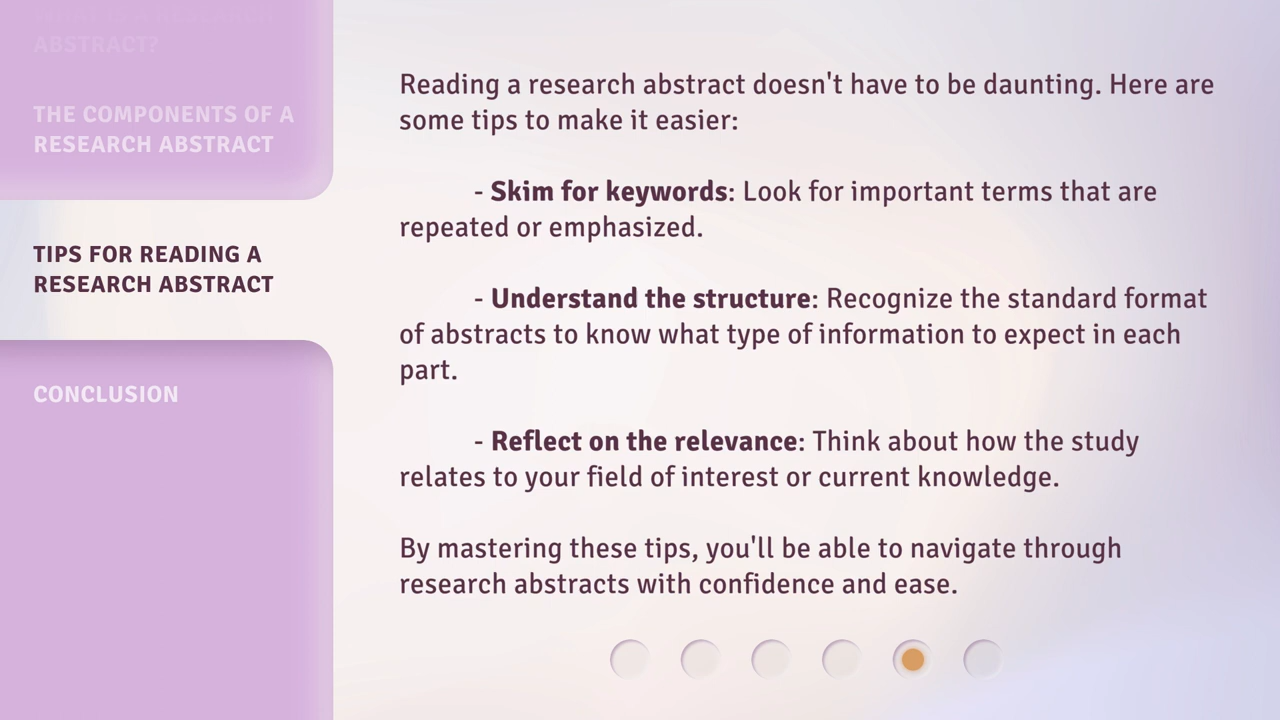 WHAT IS A RESEARCH
ABSTRACT?
THE COMPONENTS OF A
RESEARCH ABSTRACT
TIPS FOR READING A
RESEARCH ABSTRACT
CONCLUSION
Reading a research abstract doesn't have to be daunting. Here are
some tips to make it easier:
- Skim for keywords: Look for important terms that are
repeated or emphasized.
- Understand the structure: Recognize the standard format
of abstracts to know what type of information to expect in each
part.
- Reflect on the relevance: Think about how the study
relates to your field of interest or current knowledge.
By mastering these tips, you'll be able to navigate through
research abstracts with confidence and ease.